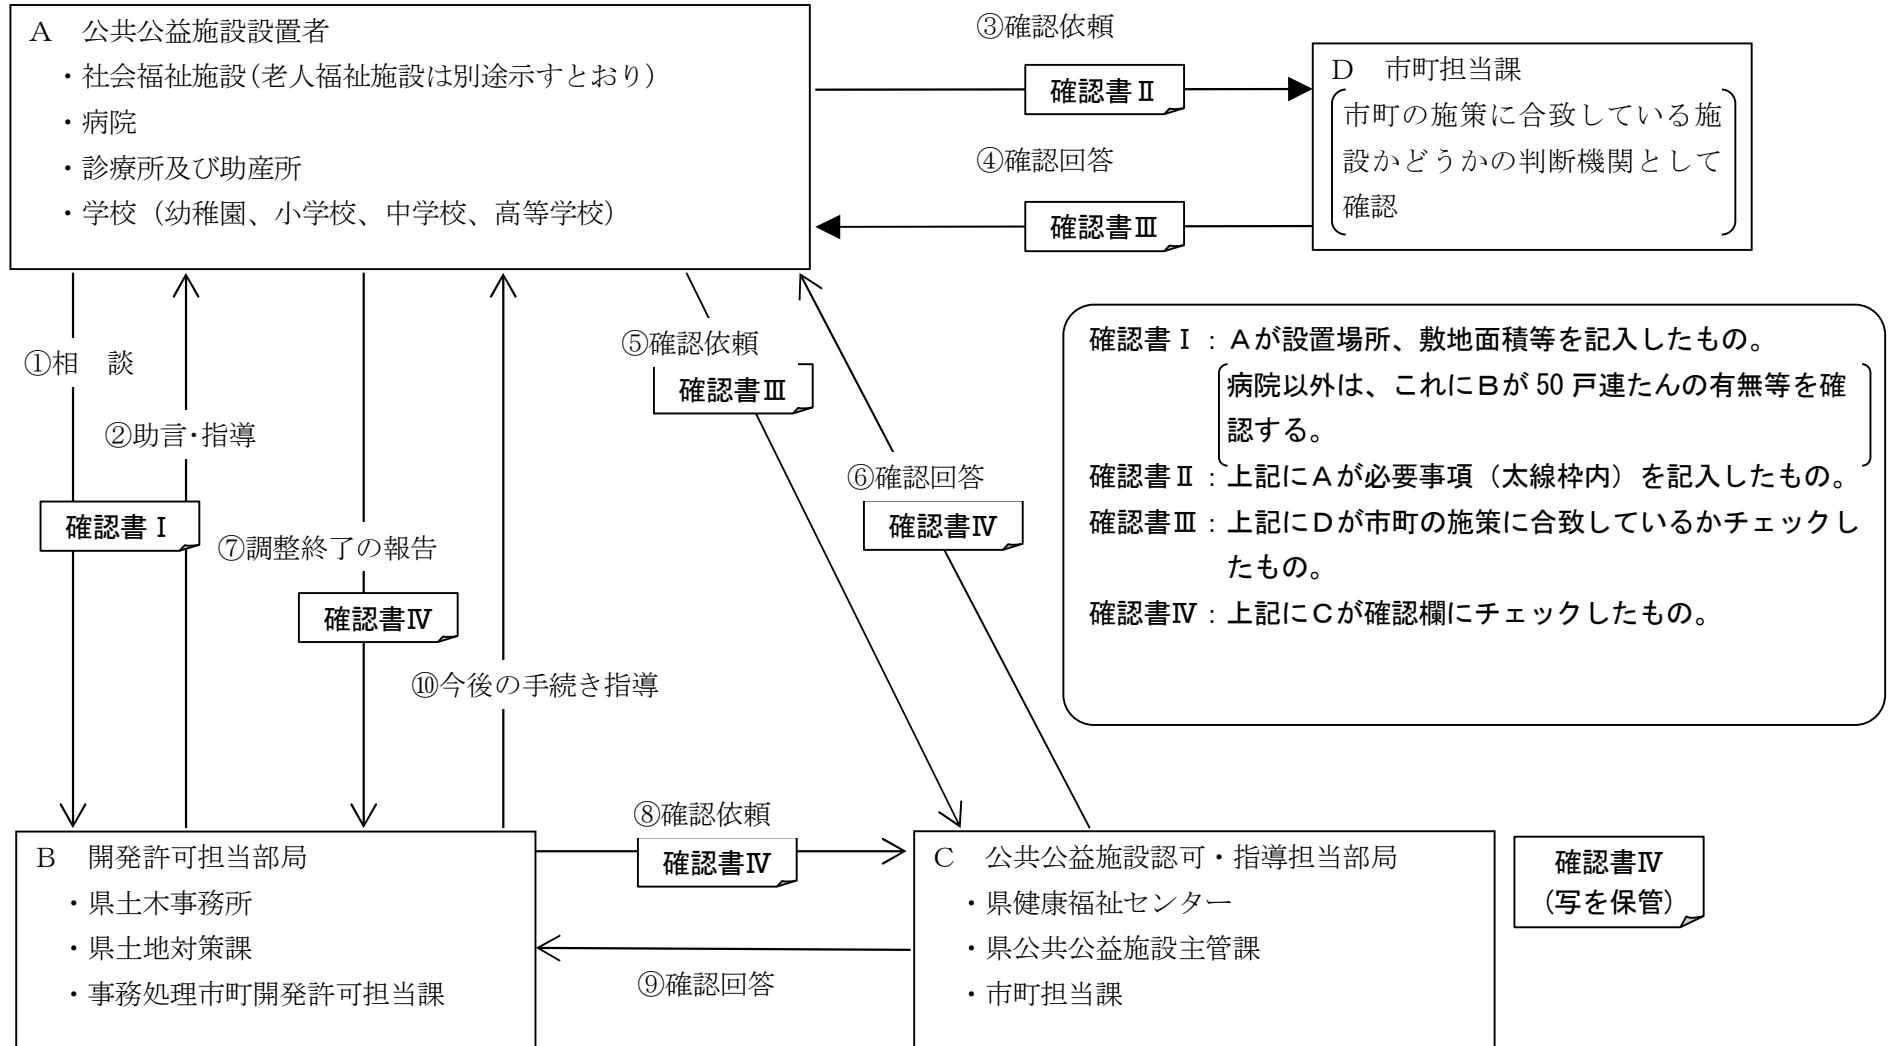 A　公共公益施設設置者
・社会福祉施設(老人福祉施設は別途示すとおり)
・病院
・診療所及び助産所
・学校（幼稚園、小学校、中学校、高等学校）
③確認依頼
確認書Ⅱ
④確認回答
確認書Ⅲ
D　市町担当課
市町の施策に合致している施
設かどうかの判断機関として
確認
①相　談
②助言･指導
確認書Ⅰ
⑦調整終了の報告
確認書Ⅳ
⑩今後の手続き指導
⑤確認依頼
確認書Ⅲ
⑥確認回答
確認書Ⅳ
確認書Ⅰ：Ａが設置場所、敷地面積等を記入したもの。
病院以外は、これにＢが 50 戸連たんの有無等を確
認する。
確認書Ⅱ：上記にＡが必要事項（太線枠内）を記入したもの。
確認書Ⅲ：上記にＤが市町の施策に合致しているかチェックし
たもの。
確認書Ⅳ：上記にＣが確認欄にチェックしたもの。
B　開発許可担当部局
・県土木事務所
・県土地対策課
・事務処理市町開発許可担当課
⑧確認依頼
確認書Ⅳ
⑨確認回答
C　公共公益施設認可・指導担当部局
・県健康福祉センター
・県公共公益施設主管課
・市町担当課
確認書Ⅳ
(写を保管)